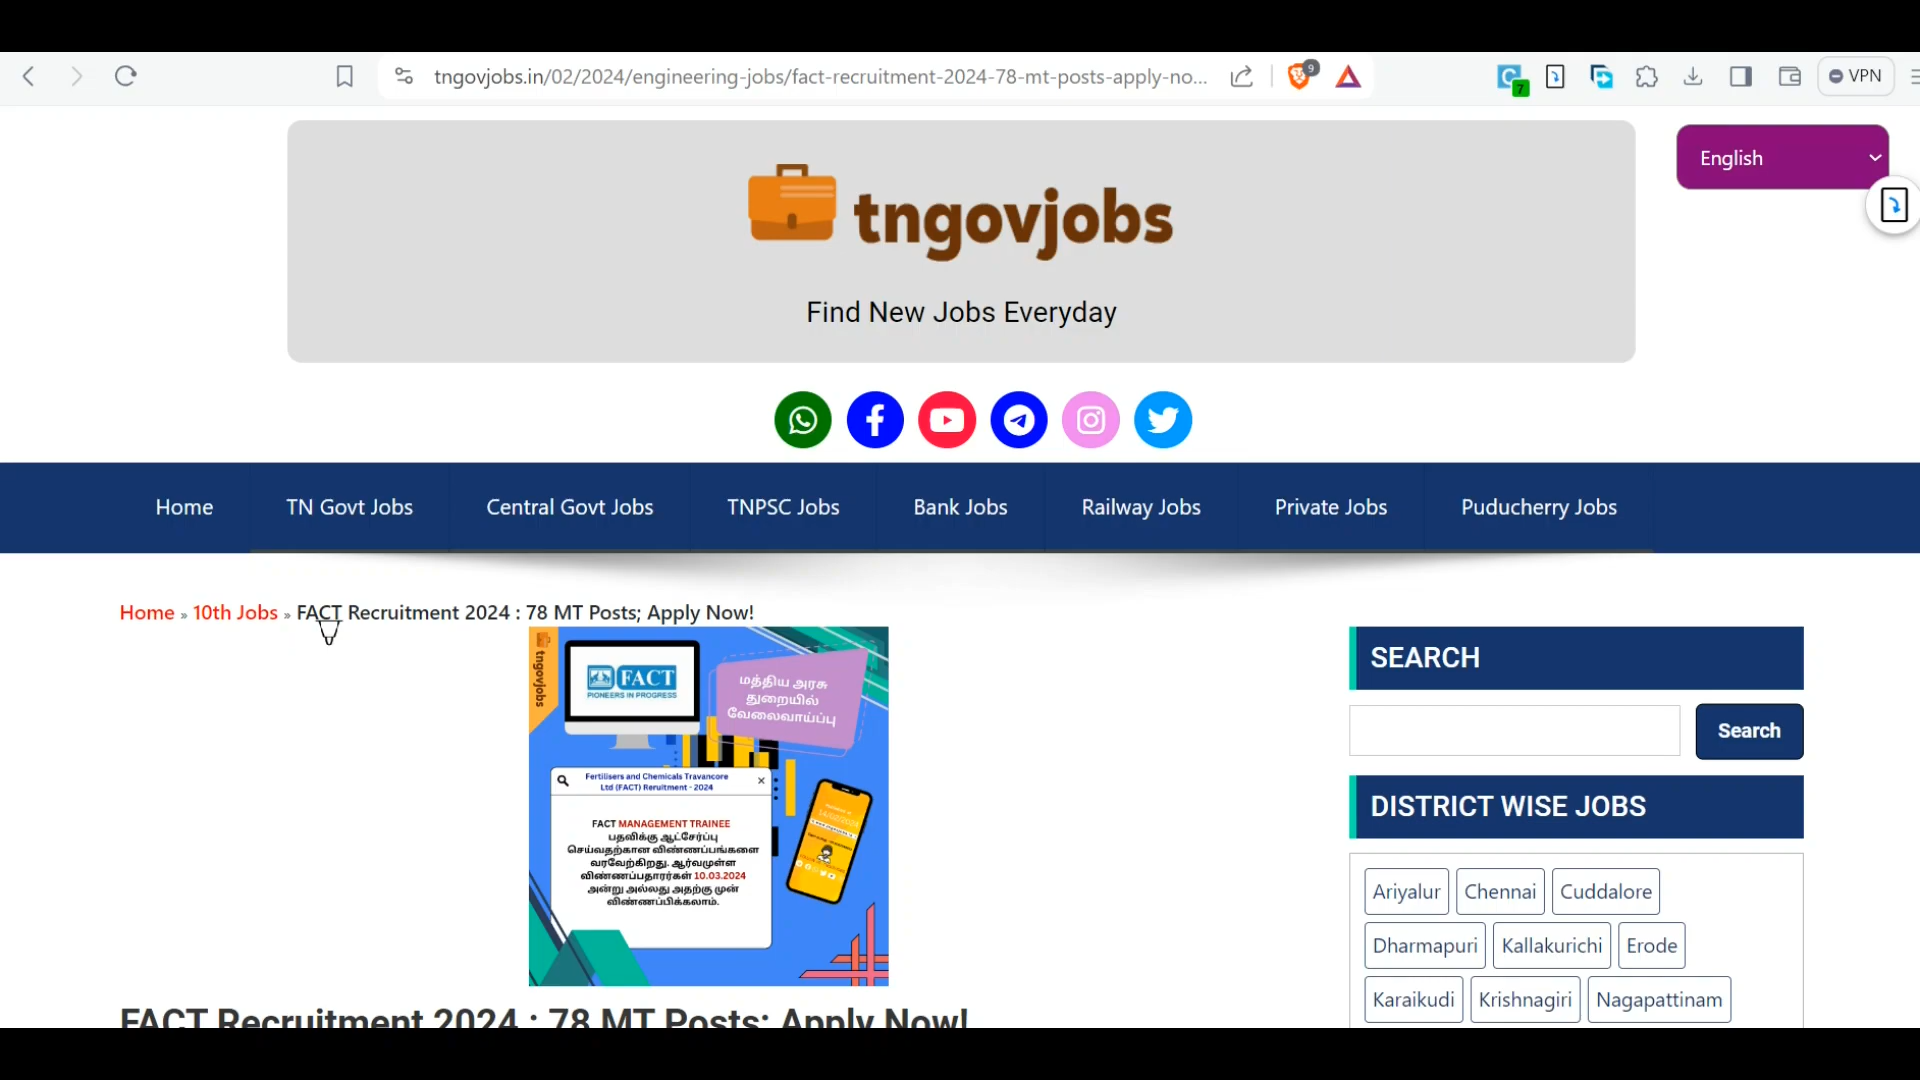 tngovjobs.in/02/2024/engineering-jobs/fact-recruitment-2024-78-mt-posts-apply-no...
9
7
VPN
English
tngovjobs
Find New Jobs Everyday
Home
TN Govt Jobs
Central Govt Jobs
TNPSC Jobs
Bank Jobs
Railway Jobs
Private Jobs
Puducherry Jobs
Home » 10th Jobs » FACT Recruitment 2024 : 78 MT Posts; Apply Now!
tngovjobs
FACT
PIONEERS IN PROGRESS
மத்திய அரசு
துறையில்
வேலைவாய்ப்பு
Fertilisers and Chemicals Travancore
Ltd (FACT) Reruitment - 2024
FACT MANAGEMENT TRAINEE
பதவிக்கு ஆட்சேர்ப்பு
செய்வதற்கான விண்ணப்பங்களை
வரவேற்கிறது. ஆர்வமுள்ள
விண்ணப்பதாரர்கள் 10.03.2024
அன்று அல்லது அதற்கு முன்
விண்ணப்பிக்கலாம்.
FACT Recruitment 2024 : 78 MT Posts; Apply Now!
SEARCH
Search
DISTRICT WISE JOBS
Ariyalur
Chennai
Cuddalore
Dharmapuri
Kallakurichi
Erode
Karaikudi
Krishnagiri
Nagapattinam